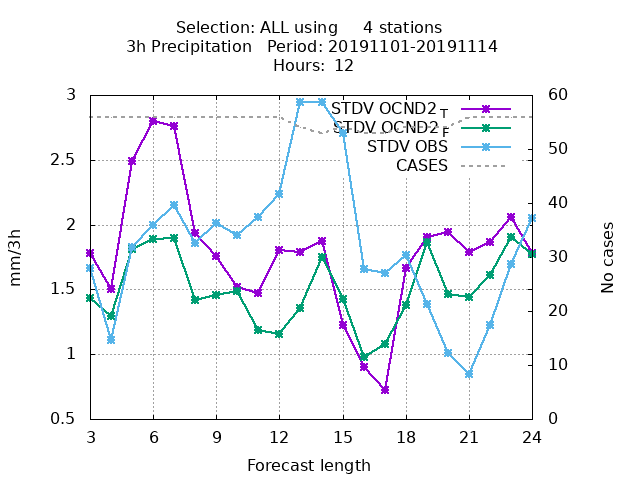 Selection: ALL using 4 stations
3h Precipitation Period: 20191101-20191114
Hours: 12
3
2.5
2
1.5
1
0.5
60
50
40
30
20
10
0
3 6 9 12 15 18 21 24
mm/3h
No cases
Forecast length
STDV OCND2_T
STDV OCND2_F
STDV OBS
CASES